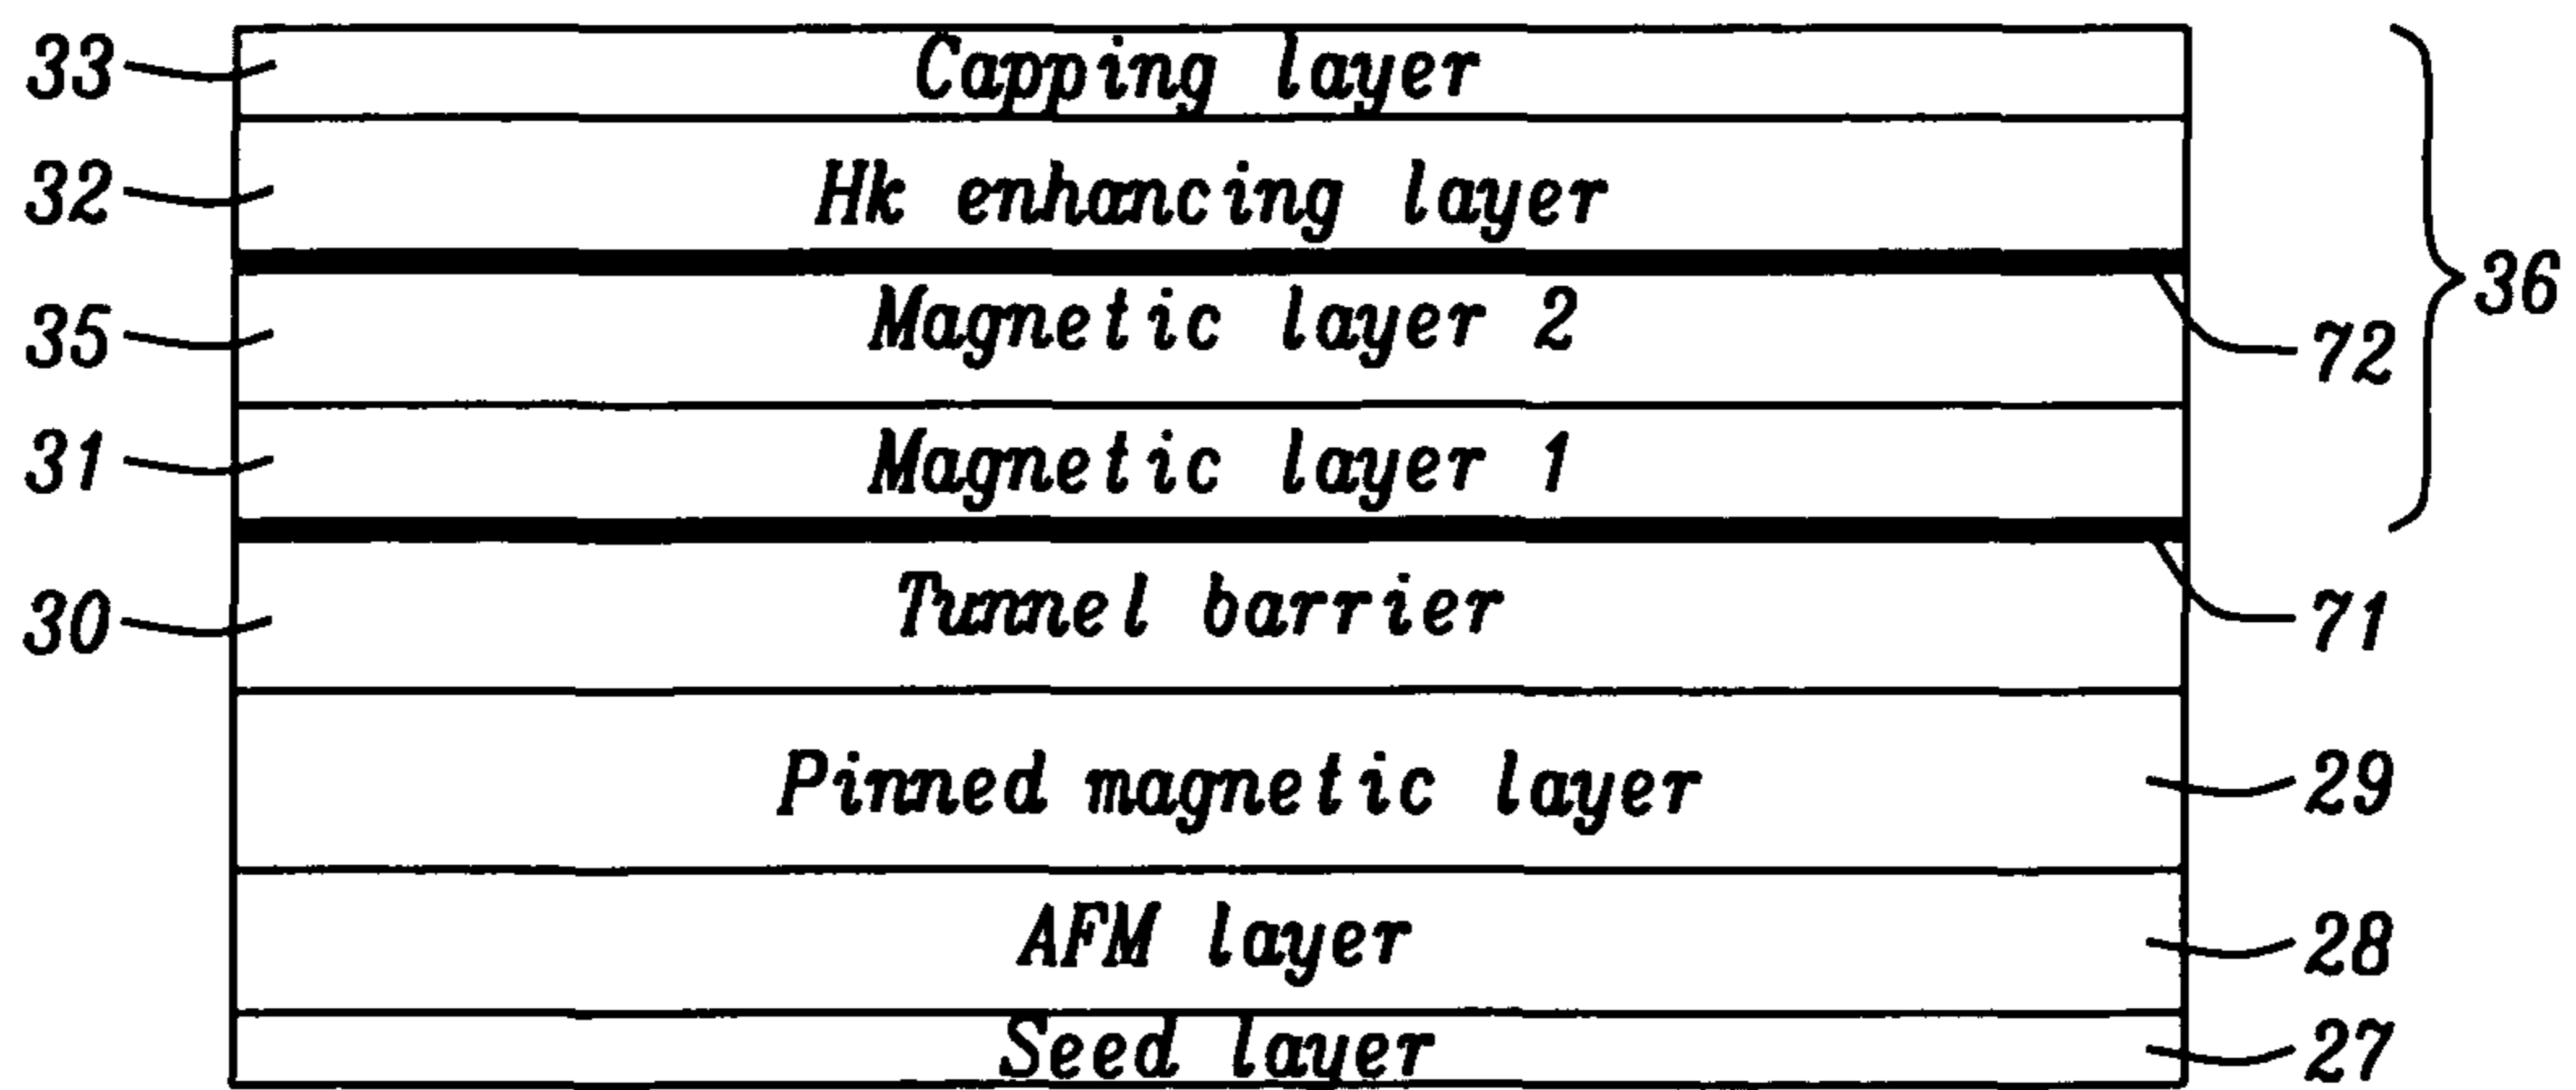 33 Capping layer
32 Hk enhancing layer
36
35 Magnetic layer 2
72
31 Magnetic layer 1
30 Tunnel barrier 71
Pinned magnetic layer 29
AFM layer 28
Seed layer 27